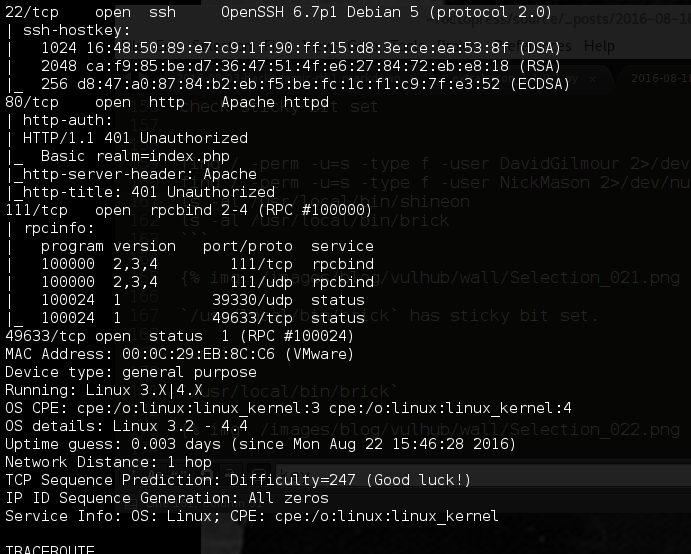 22/tcp    open  ssh     OpenSSH 6.7p1 Debian 5 (protocol 2.0)
| ssh-hostkey:
|   1024 16:48:50:89:e7:c9:1f:90:ff:15:d8:3e:ce:ea:53:8f (DSA)
|   2048 ca:f9:85:be:d7:36:47:51:4f:e6:27:84:72:eb:e8:18 (RSA)
|_  256 d8:47:a0:87:84:b2:eb:f5:be:fc:1c:f1:c9:7f:e3:52 (ECDSA)
80/tcp    open  http    Apache httpd
| http-auth:
| HTTP/1.1 401 Unauthorized
|_  Basic realm=index.php
|_http-server-header: Apache
|_http-title: 401 Unauthorized
111/tcp   open  rpcbind 2-4 (RPC #100000)
| rpcinfo:
|   program version   port/proto  service
|   100000  2,3,4        111/tcp  rpcbind
|   100000  2,3,4        111/udp  rpcbind
|   100024  1          39330/udp  status
|_  100024  1          49633/tcp  status
49633/tcp open  status  1 (RPC #100024)
MAC Address: 00:0C:29:EB:8C:C6 (VMware)
Device type: general purpose
Running: Linux 3.X|4.X
OS CPE: cpe:/o:linux:linux_kernel:3 cpe:/o:linux:linux_kernel:4
OS details: Linux 3.2 - 4.4
Uptime guess: 0.003 days (since Mon Aug 22 15:46:28 2016)
Network Distance: 1 hop
TCP Sequence Prediction: Difficulty=247 (Good luck!)
IP ID Sequence Generation: All zeros
Service Info: OS: Linux; CPE: cpe:/o:linux:linux_kernel
TRACEROUTE